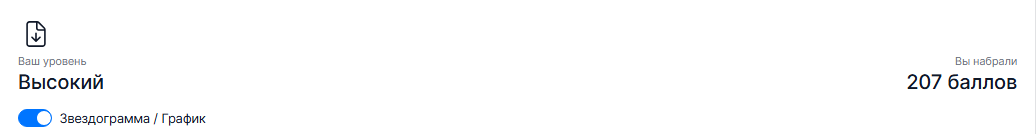 Ваш уровень
Вы набрали
Высокий
207 баллов
Звездограмма / График